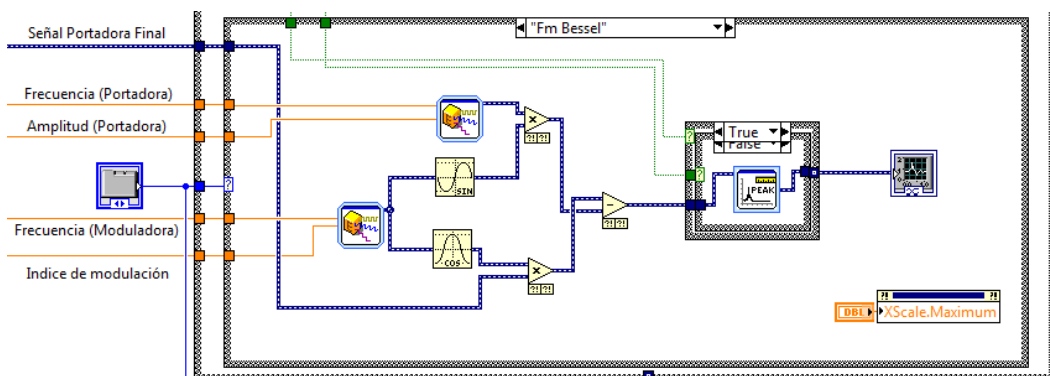 Señal Portadora Final
"Fm Bessel"
Frecuencia (Portadora)
Amplitud (Portadora)
?
Frecuencia (Moduladora)
Indice de modulación
x
?! ?!
SIN
COS
x
?! ?!
-
?! ?!
?
True
False
?
PEAK
DBL
?! ?!
XScale.Maximum